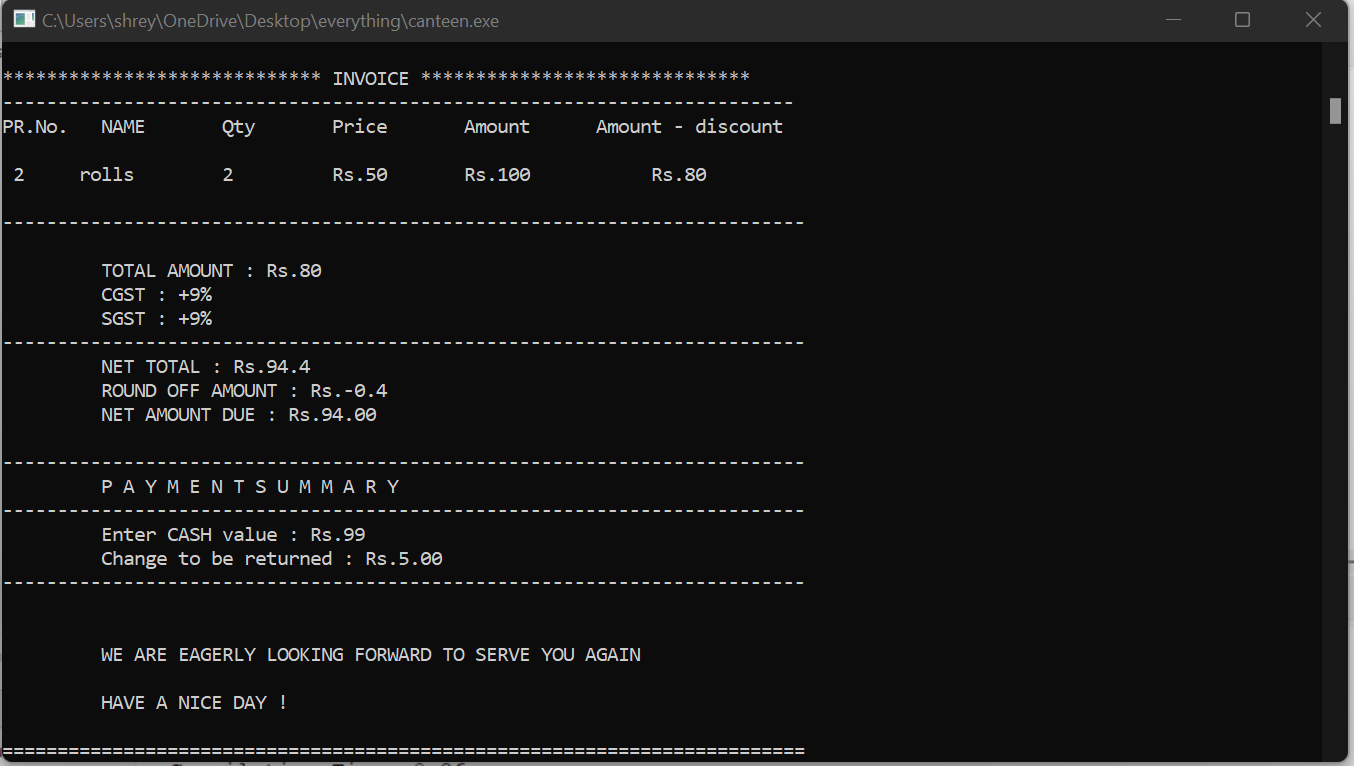 C:\Users\shrey\OneDrive\Desktop\everything\canteen.exe
***************************** INVOICE ******************************
------------------------------------------------------------------------
PR.No. NAME Qty Price Amount Amount - discount
2 rolls 2 Rs.50 Rs.100 Rs.80
-------------------------------------------------------------------------
TOTAL AMOUNT : Rs.80
CGST : +9%
SGST : +9%
-------------------------------------------------------------------------
NET TOTAL : Rs.94.4
ROUND OFF AMOUNT : Rs.-0.4
NET AMOUNT DUE : Rs.94.00
-------------------------------------------------------------------------
P A Y M E N T S U M M A R Y
-------------------------------------------------------------------------
Enter CASH value : Rs.99
Change to be returned : Rs.5.00
-------------------------------------------------------------------------
WE ARE EAGERLY LOOKING FORWARD TO SERVE YOU AGAIN
HAVE A NICE DAY !
=========================================================================